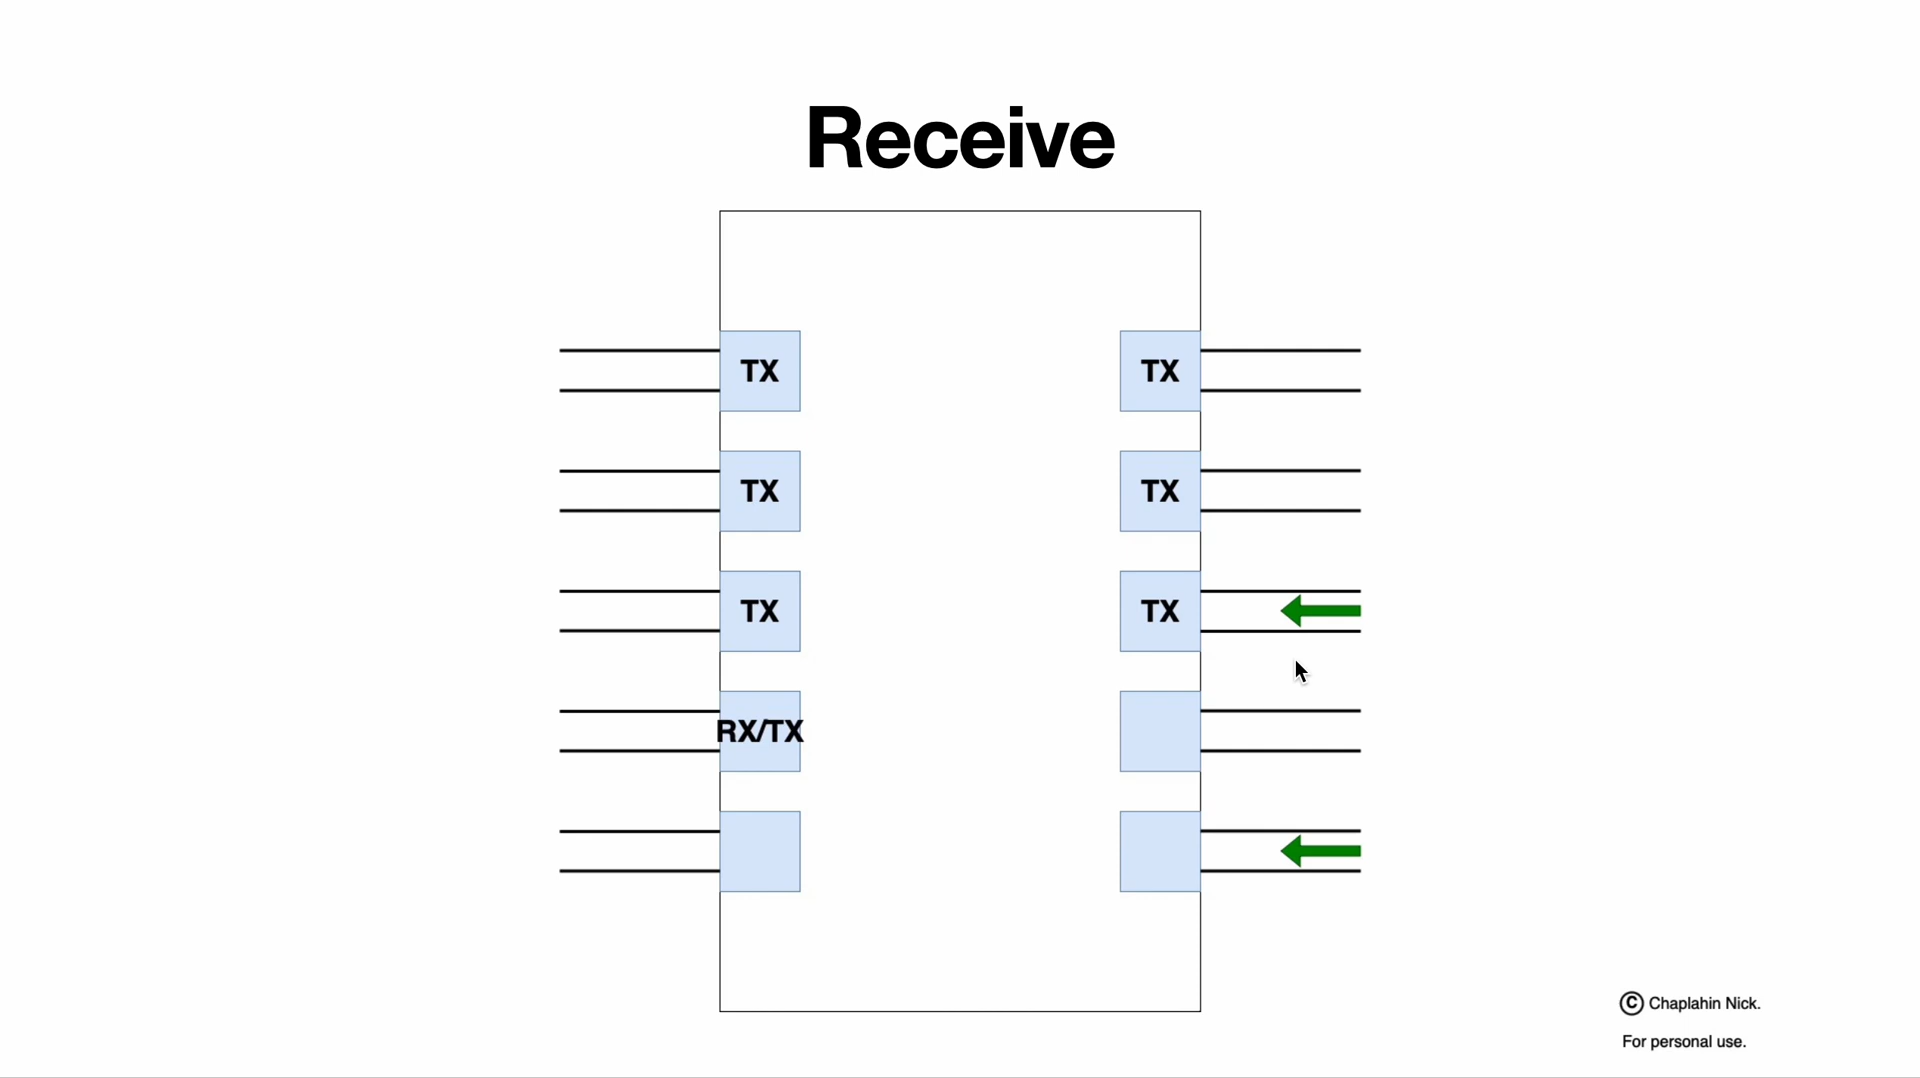 Receive
TX TX
TX TX
TX TX
RX/TX
© Chaplahin Nick.
For personal use.